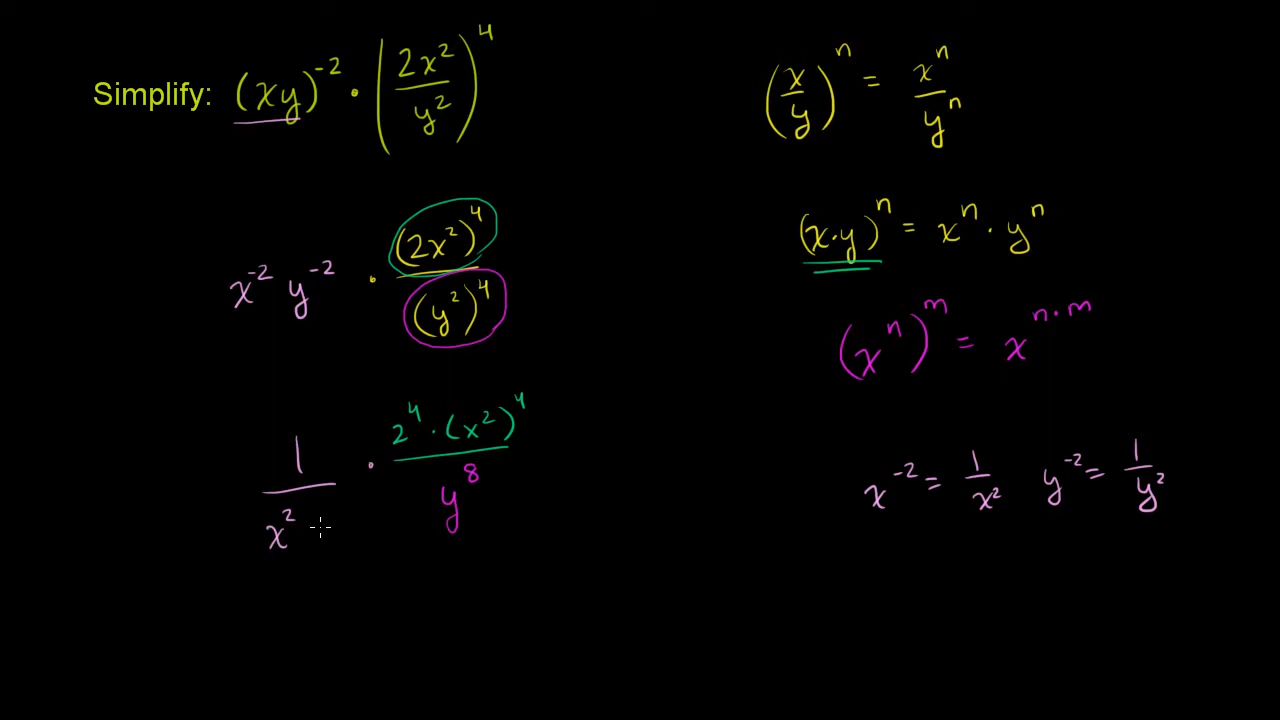 Simplify: (xy)^-2 · (2x^2/y^2)^4
x^-2 y^-2 · (2x^2)^4/(y^2)^4
1/x^2 · 2^4 · (x^2)^4/y^8
(x/y)^n = x^n/y^n
(x·y)^n = x^n · y^n
(x^n)^m = x^n·m
x^-2 = 1/x^2 y^-2 = 1/y^2